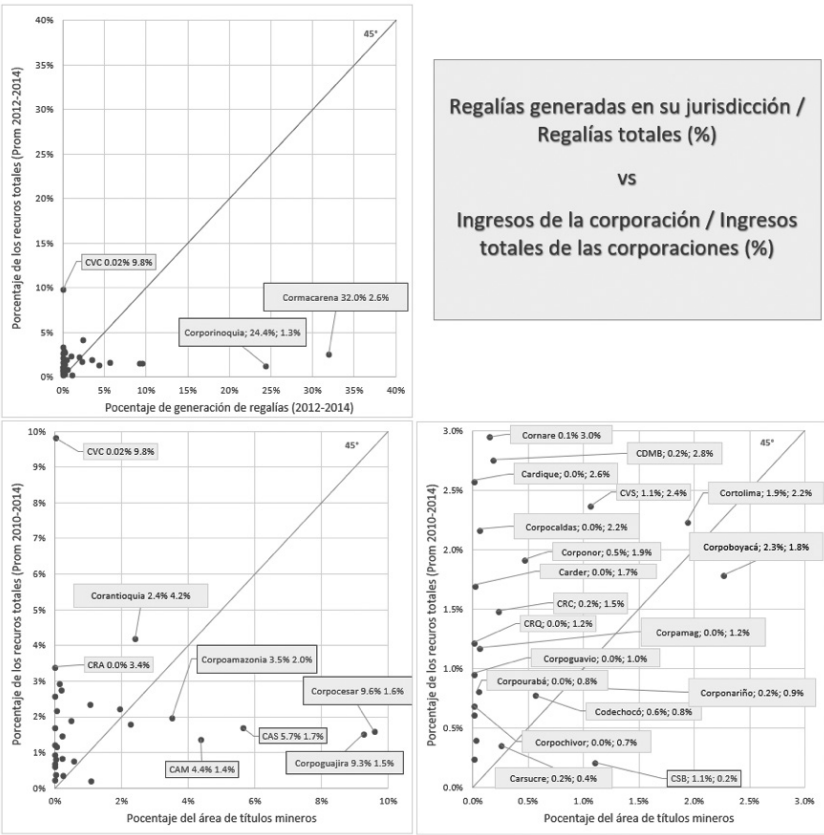 40%
35%
30%
25%
20%
15%
10%
5%
0%
Porcentaje de los recuros totales (Prom 2012-2014)
45°
CVC 0.02% 9.8%
Cormacarena 32.0% 2.6%
Corporinoquia; 24.4%; 1.3%
0% 5% 10% 15% 20% 25% 30% 35% 40%
Pocentaje de generación de regalías (2012-2014)
Regalías generadas en su jurisdicción /
Regalías totales (%)
vs
Ingresos de la corporación / Ingresos
totales de las corporaciones (%)
10%
9%
8%
7%
6%
5%
4%
3%
2%
1%
0%
Porcentaje de los recuros totales (Prom 2010-2014)
45°
CVC 0.02% 9.8%
Corantioquia 2.4% 4.2%
CRA 0.0% 3.4%
Corpoamazonia 3.5% 2.0%
Corpocesar 9.6% 1.6%
CAS 5.7% 1.7%
CAM 4.4% 1.4%
Corpoguajira 9.3% 1.5%
0% 2% 4% 6% 8% 10%
Pocentaje del área de títulos mineros
3.0%
2.5%
2.0%
1.5%
1.0%
0.5%
0.0%
Porcentaje de los recuros totales (Prom 2010-2014)
45°
Cornare 0.1% 3.0%
CDMB; 0.2%; 2.8%
Cardique; 0.0%; 2.6%
CVS; 1.1%; 2.4%
Cortolima; 1.9%; 2.2%
Corpocaldas; 0.0%; 2.2%
Corpoboyacá; 2.3%; 1.8%
Corponor; 0.5%; 1.9%
Carder; 0.0%; 1.7%
CRC; 0.2%; 1.5%
CRQ; 0.0%; 1.2%
Corpamag; 0.0%; 1.2%
Corpoguavio; 0.0%; 1.0%
Corpourabá; 0.0%; 0.8%
Corponariño; 0.2%; 0.9%
Codechocó; 0.6%; 0.8%
Corpochivor; 0.0%; 0.7%
Carsucre; 0.2%; 0.4%
CSB; 1.1%; 0.2%
0.0% 0.5% 1.0% 1.5% 2.0% 2.5% 3.0%
Pocentaje del área de títulos mineros